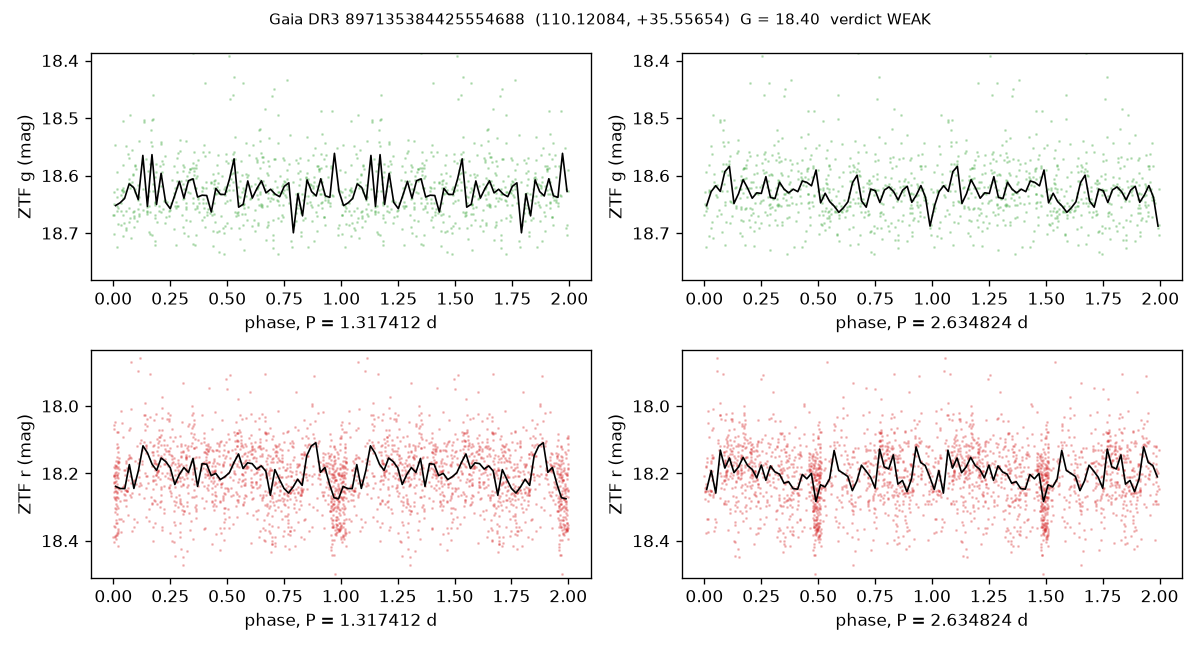 Gaia DR3 897135384425554688 (110.12084, +35.55654) G = 18.40 verdict WEAK
ZTF g (mag)
18.4
18.5
18.6
18.7
0.00 0.25 0.50 0.75 1.00 1.25 1.50 1.75 2.00
phase, P = 1.317412 d
ZTF g (mag)
18.4
18.5
18.6
18.7
0.00 0.25 0.50 0.75 1.00 1.25 1.50 1.75 2.00
phase, P = 2.634824 d
ZTF r (mag)
18.0
18.2
18.4
0.00 0.25 0.50 0.75 1.00 1.25 1.50 1.75 2.00
phase, P = 1.317412 d
ZTF r (mag)
18.0
18.2
18.4
0.00 0.25 0.50 0.75 1.00 1.25 1.50 1.75 2.00
phase, P = 2.634824 d